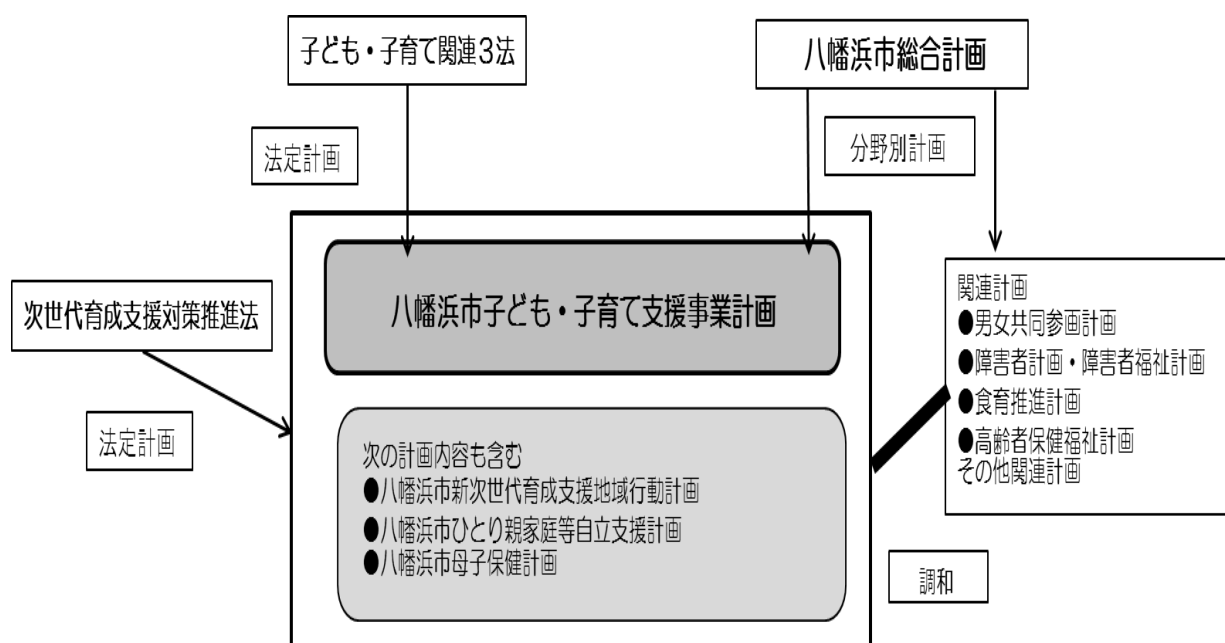 子ども・子育て関連3法
八幡浜市総合計画
法定計画
分野別計画
次世代育成支援対策推進法
八幡浜市子ども・子育て支援事業計画
関連計画
●男女共同参画計画
●障害者計画・障害者福祉計画
●食育推進計画
●高齢者保健福祉計画
その他関連計画
法定計画
次の計画内容も含む
●八幡浜市新次世代育成支援地域行動計画
●八幡浜市ひとり親家庭等自立支援計画
●八幡浜市母子保健計画
調和